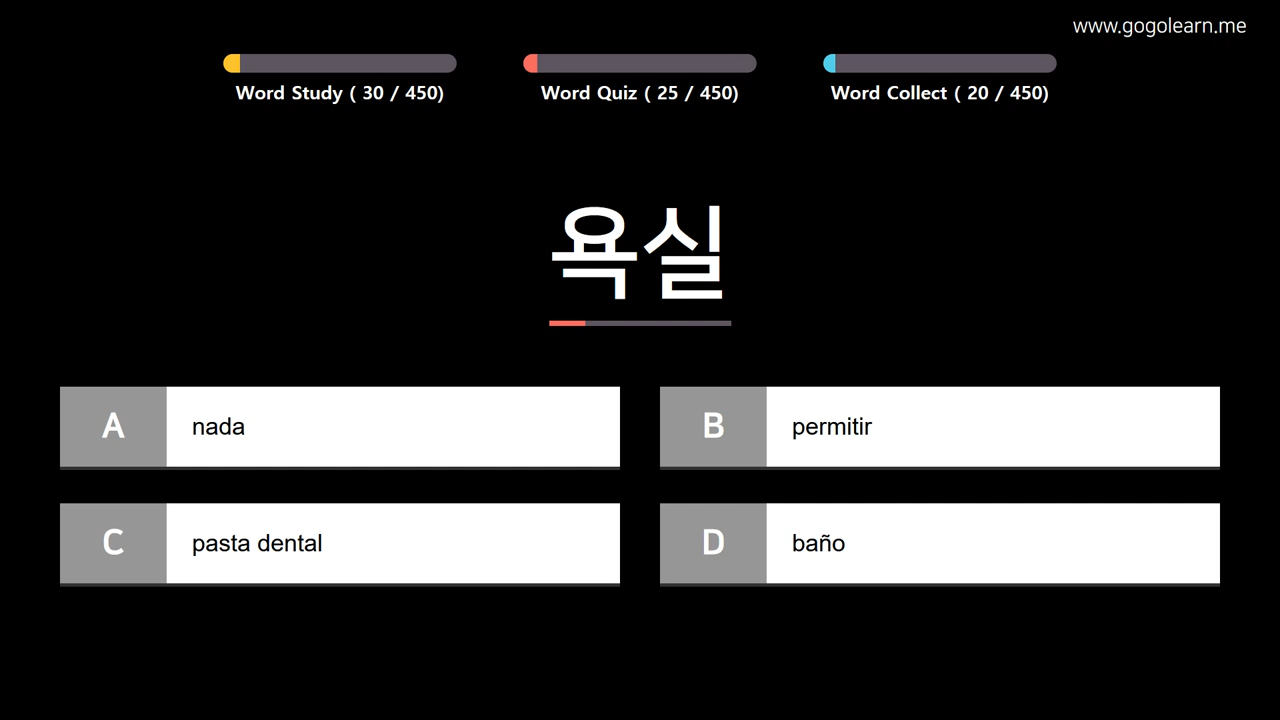 www.gogolearn.me
Word Study ( 30 / 450)
Word Quiz ( 25 / 450)
Word Collect ( 20 / 450)
욕실
A nada
B permitir
C pasta dental
D baño